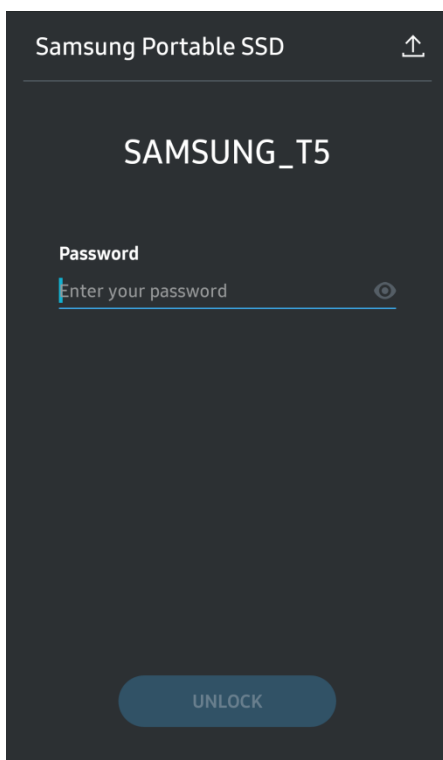 Samsung Portable SSD
SAMSUNG_T5
Password
Enter your password
UNLOCK